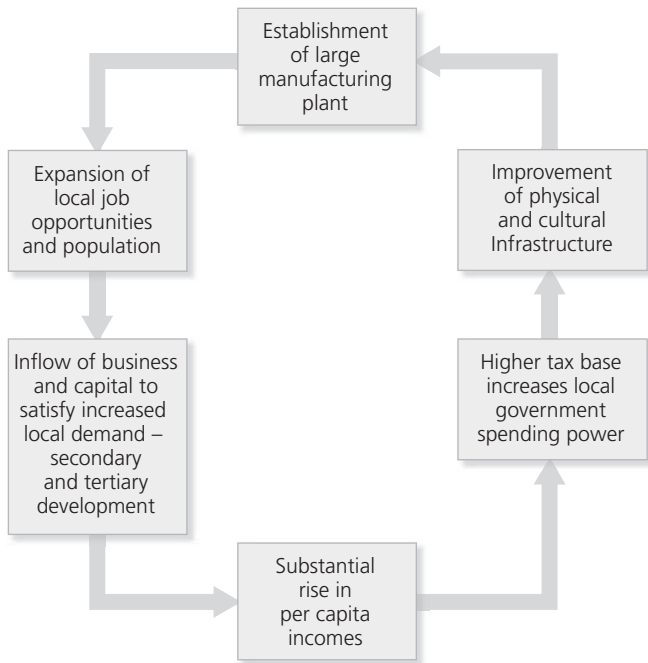 Establishment
of large
manufacturing
plant
Expansion of
local job
opportunities
and population
Inflow of business
and capital to
satisfy increased
local demand –
secondary
and tertiary
development
Substantial
rise in
per capita
incomes
Higher tax base
increases local
government
spending power
Improvement
of physical
and cultural
Infrastructure